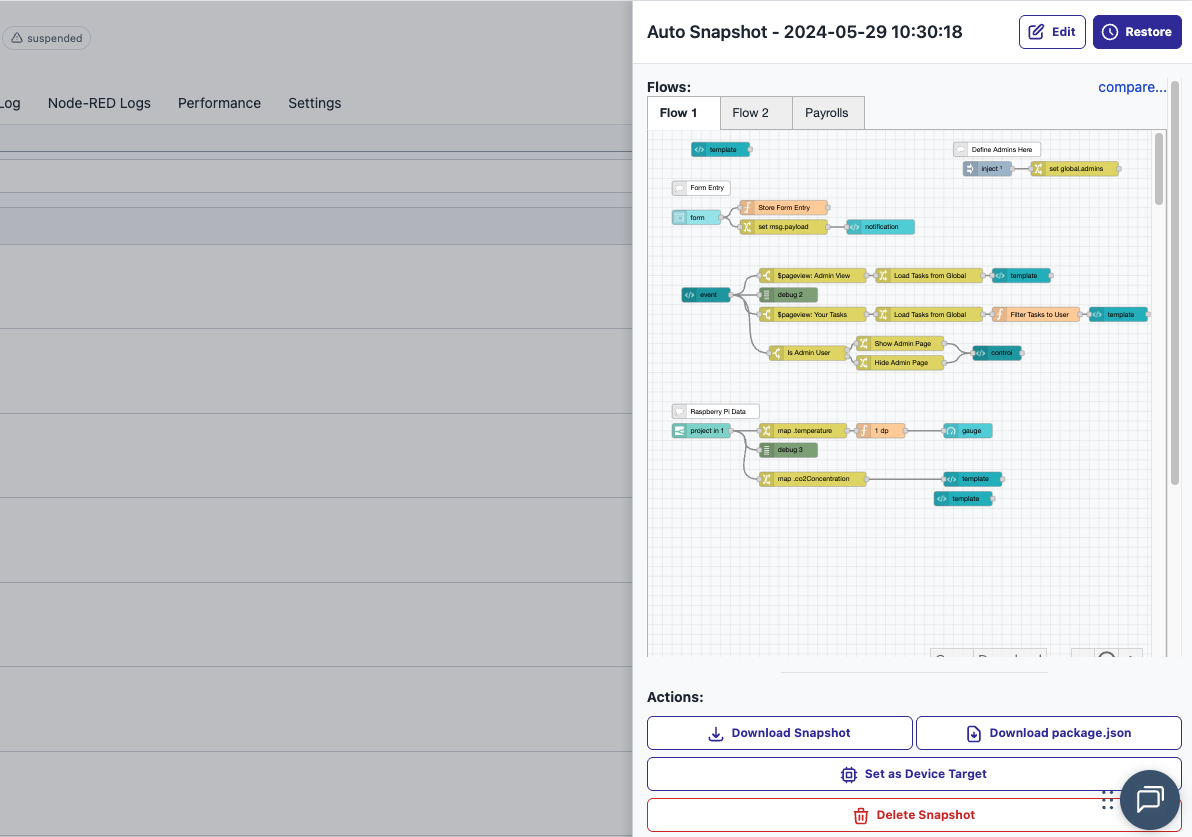 suspended
Log
Node-RED Logs
Performance
Settings
Auto Snapshot - 2024-05-29 10:30:18
Edit
Restore
Flows:
compare...
Flow 1
Flow 2
Payrolls
template
Define Admins Here
inject ¹
set global.admins
Form Entry
form
Store Form Entry
set msg.payload
notification
event
$pageview: Admin View
Load Tasks from Global
template
debug 2
$pageview: Your Tasks
Load Tasks from Global
Filter Tasks to User
template
Is Admin User
Show Admin Page
Hide Admin Page
control
Raspberry Pi Data
project in 1
map .temperature
1 dp
gauge
debug 3
map .co2Concentration
template
template
Actions:
Download Snapshot
Download package.json
Set as Device Target
Delete Snapshot